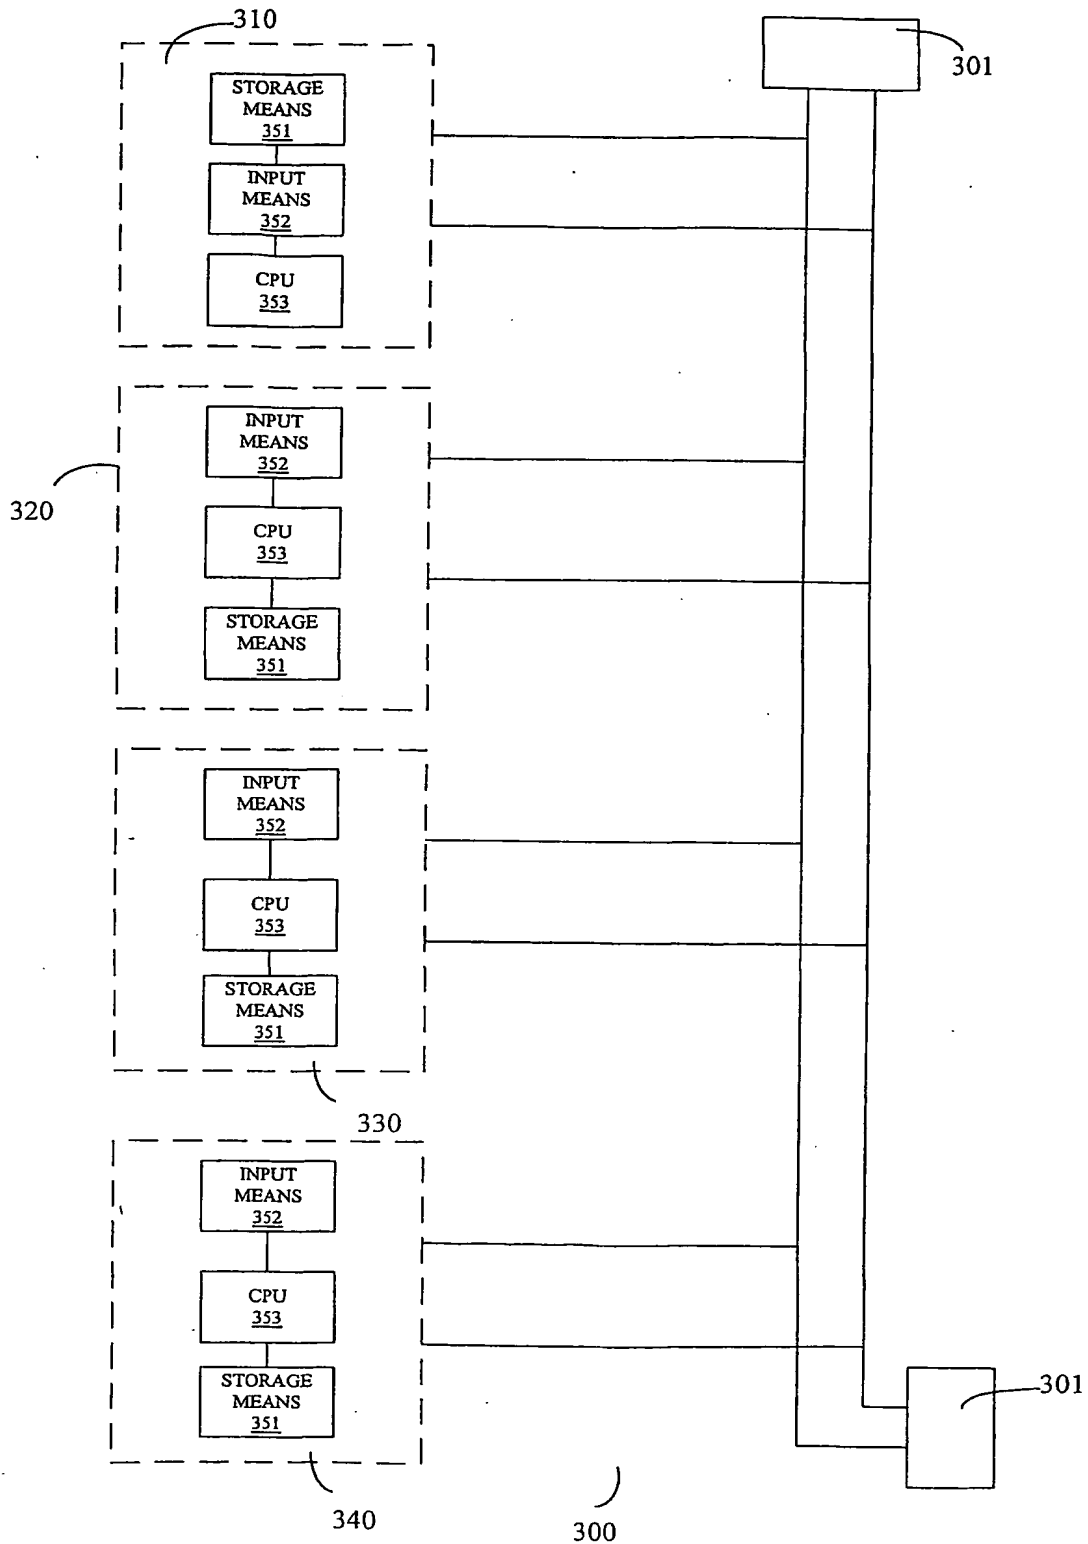 310
301
STORAGE
MEANS
351
INPUT
MEANS
352
CPU
353
320
INPUT
MEANS
352
CPU
353
STORAGE
MEANS
351
INPUT
MEANS
352
CPU
353
STORAGE
MEANS
351
330
INPUT
MEANS
352
CPU
353
STORAGE
MEANS
351
301
340
300